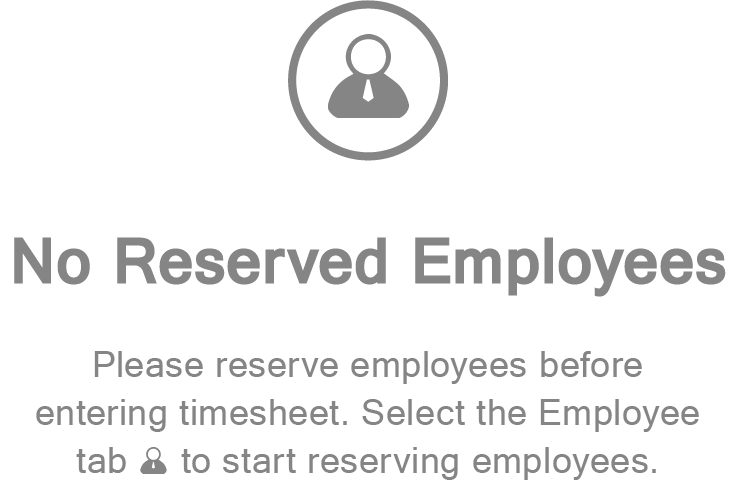 No Reserved Employees
Please reserve employees before
entering timesheet. Select the Employee
tab to start reserving employees.